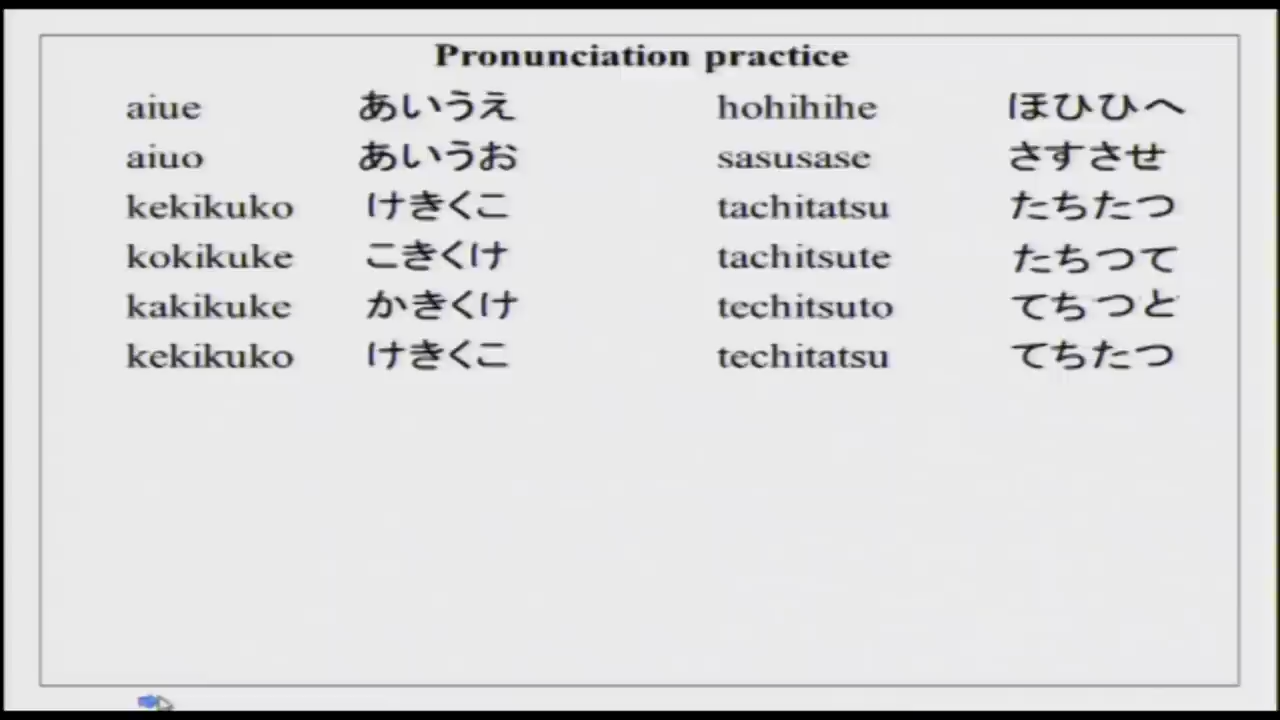 Pronunciation practice
aiue あいうえ hohihihe ほひひへ
aiuo あいうお sasusase さすさせ
kekikuko けきくこ tachitatsu たちたつ
kokikuke こきくけ tachitsute たちつて
kakikuke かきくけ techitsuto てちつと
kekikuko けきくこ techitatsu てちたつ